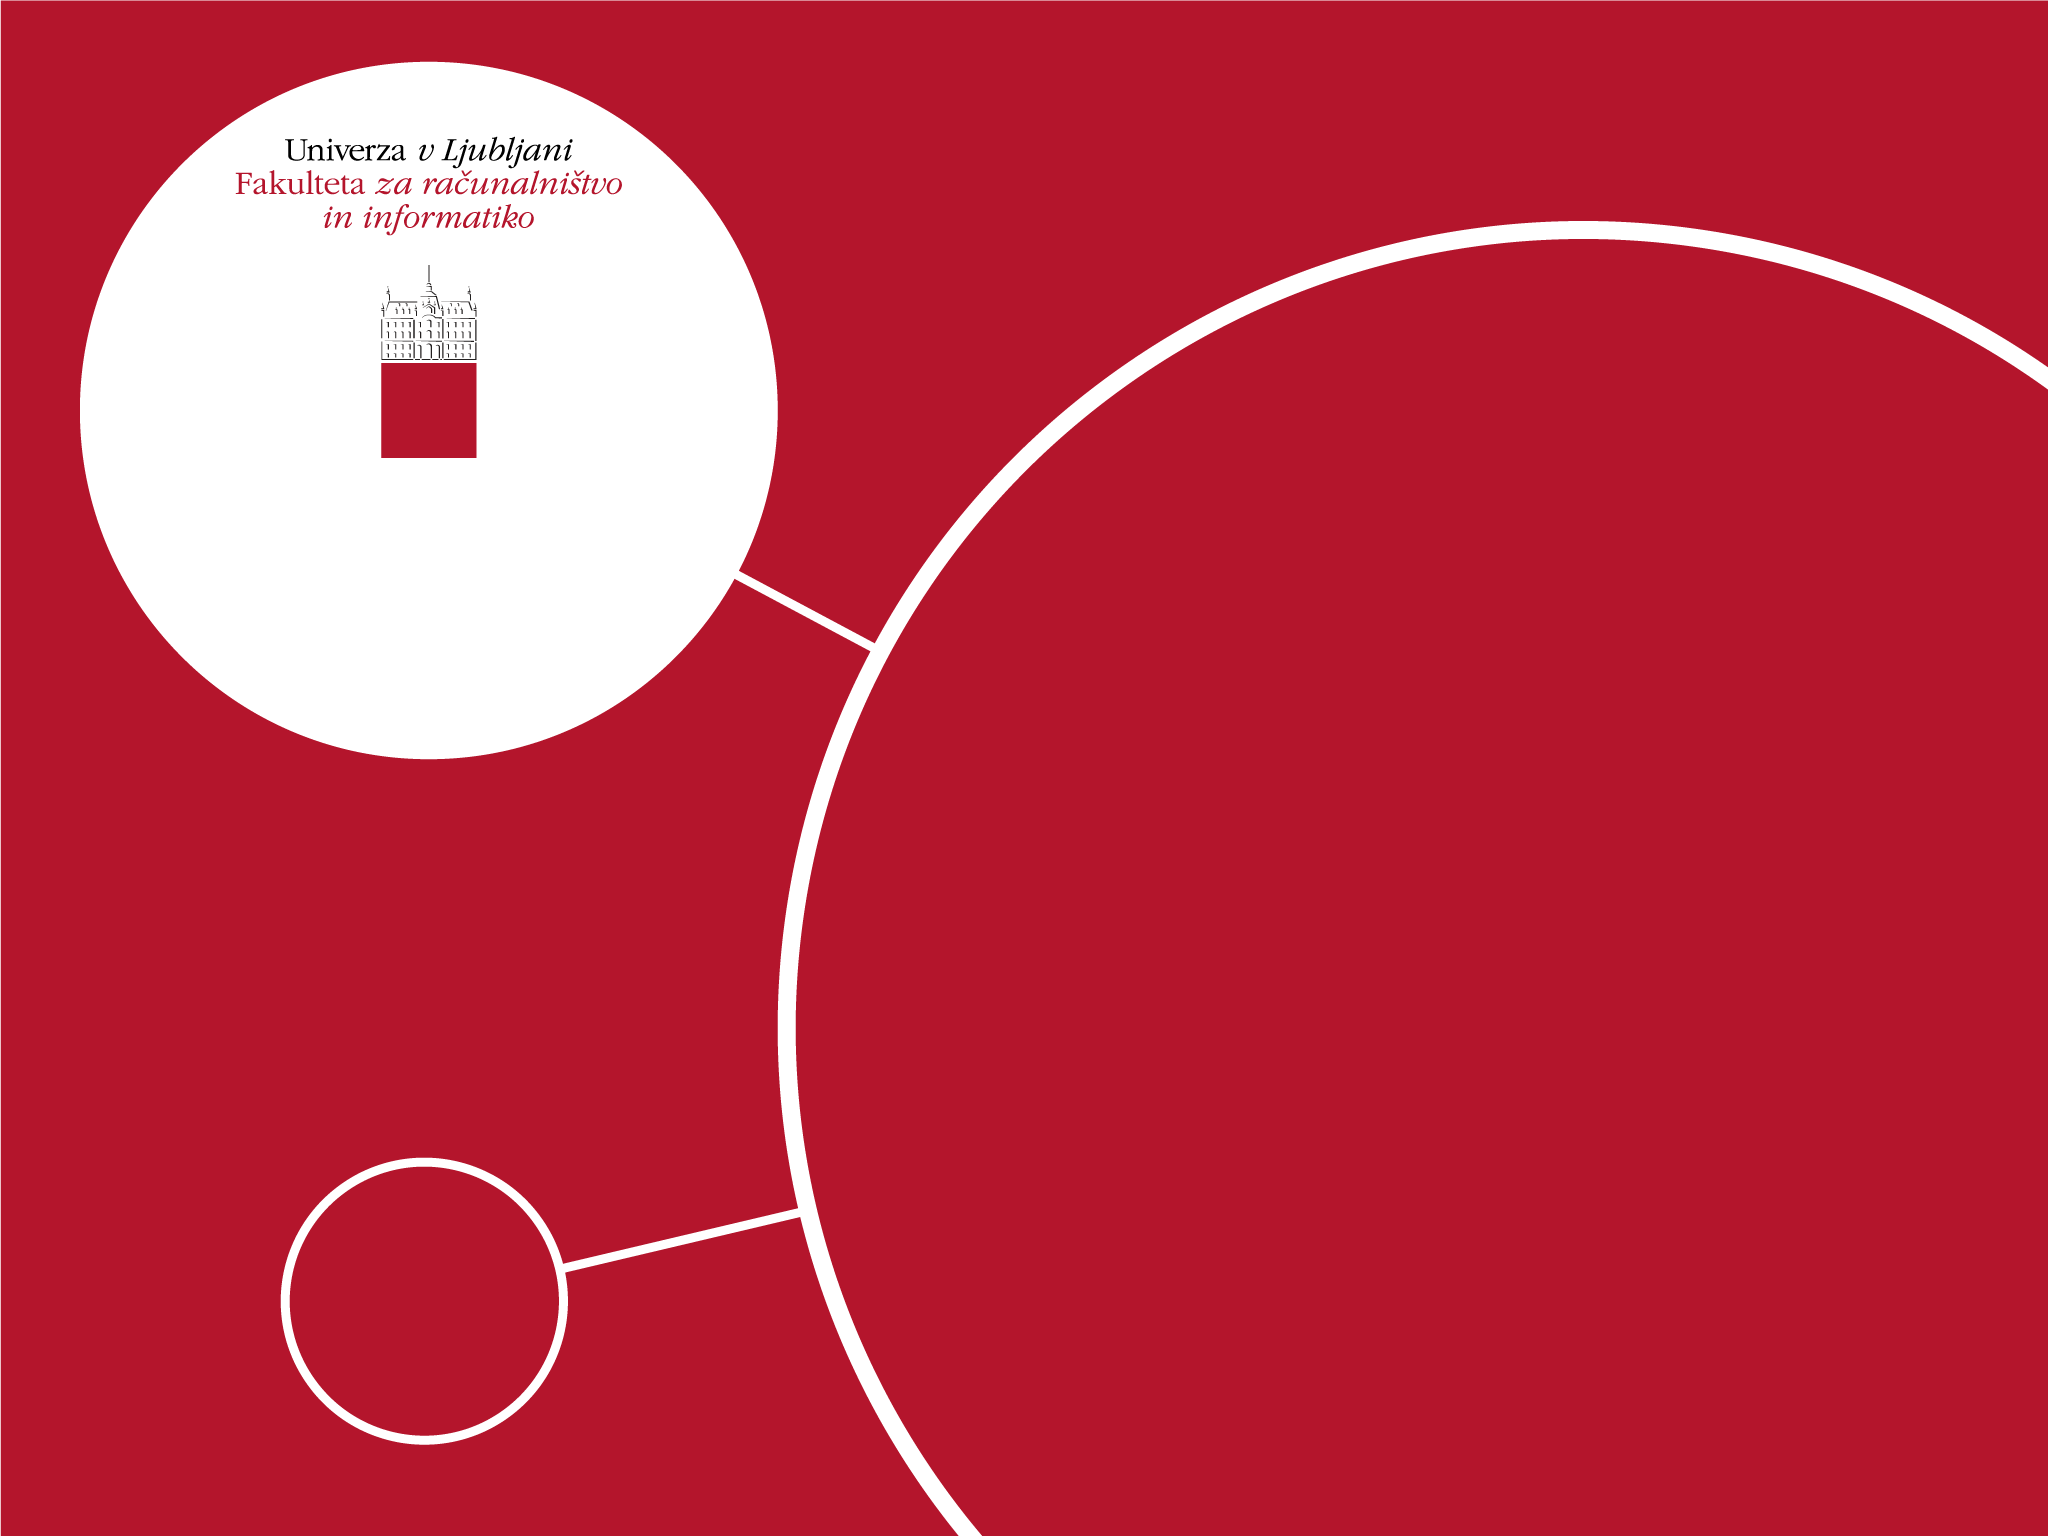 Univerza v Ljubljani
Fakulteta za računalništvo
in informatiko